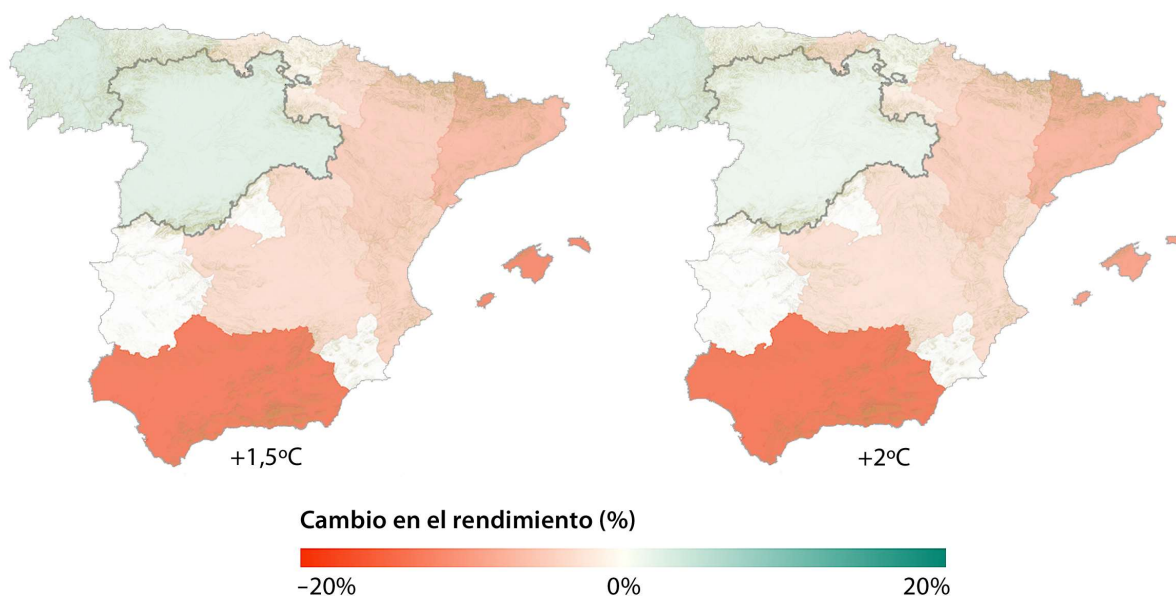 +1,5ºC
+2ºC
Cambio en el rendimiento (%)
–20%
0%
20%